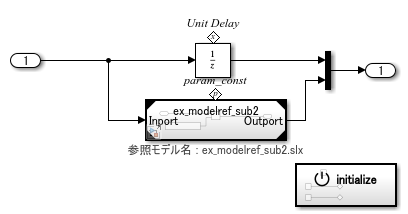 Unit Delay
x
1
1
z
1
param_const
p
ex_modelref_sub2
Inport
Outport
参照モデル名 : ex_modelref_sub2.slx
initialize